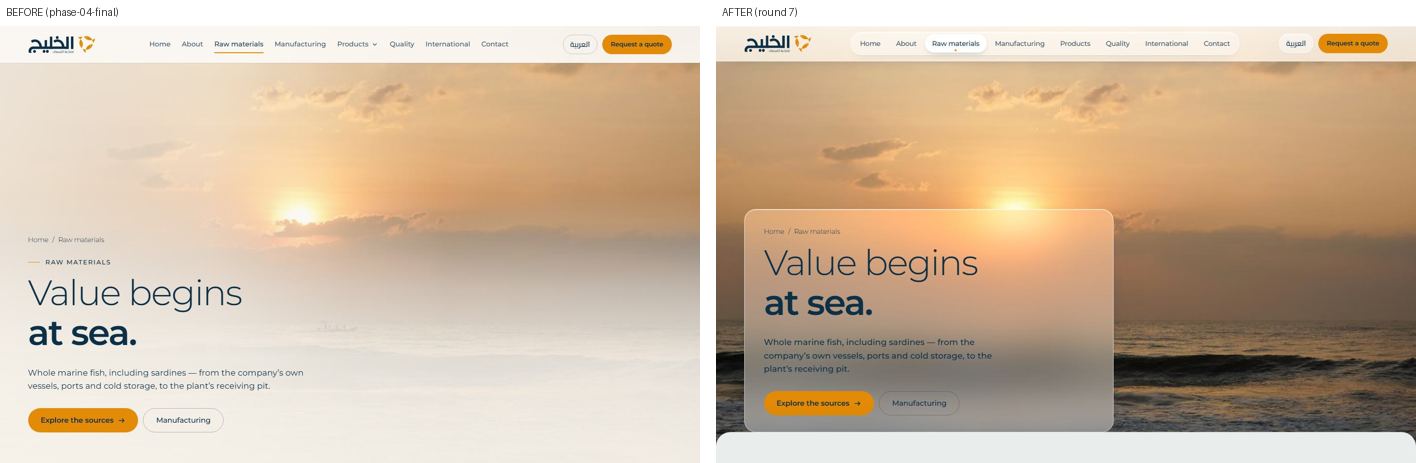 BEFORE (phase-04-final)
الخليج
Home About Raw materials Manufacturing Products Quality International Contact
العربية
Request a quote
Home / Raw materials
RAW MATERIALS
Value begins
at sea.
Whole marine fish, including sardines — from the company's own
vessels, ports and cold storage, to the plant's receiving pit.
Explore the sources →
Manufacturing
AFTER (round 7)
الخليج
Home About Raw materials Manufacturing Products Quality International Contact
العربية
Request a quote
Home / Raw materials
Value begins
at sea.
Whole marine fish, including sardines — from the
company's own vessels, ports and cold storage, to the
plant's receiving pit.
Explore the sources →
Manufacturing